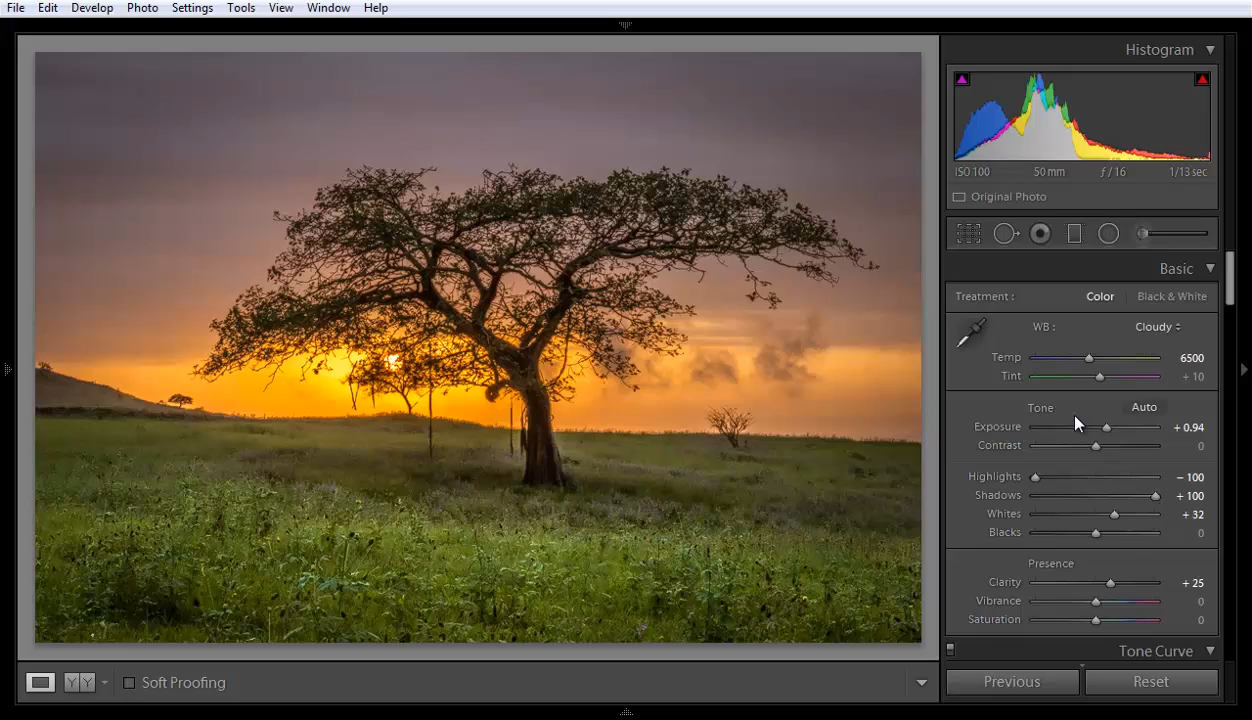 File Edit Develop Photo Settings Tools View Window Help
Histogram
ISO 100 50 mm ƒ / 16 1/13 sec
Original Photo
Basic
Treatment : Color Black & White
WB : Cloudy
Temp 6500
Tint + 10
Tone Auto
Exposure + 0.94
Contrast 0
Highlights − 100
Shadows + 100
Whites + 32
Blacks 0
Presence
Clarity + 25
Vibrance 0
Saturation 0
Tone Curve
Y Y Soft Proofing Previous Reset